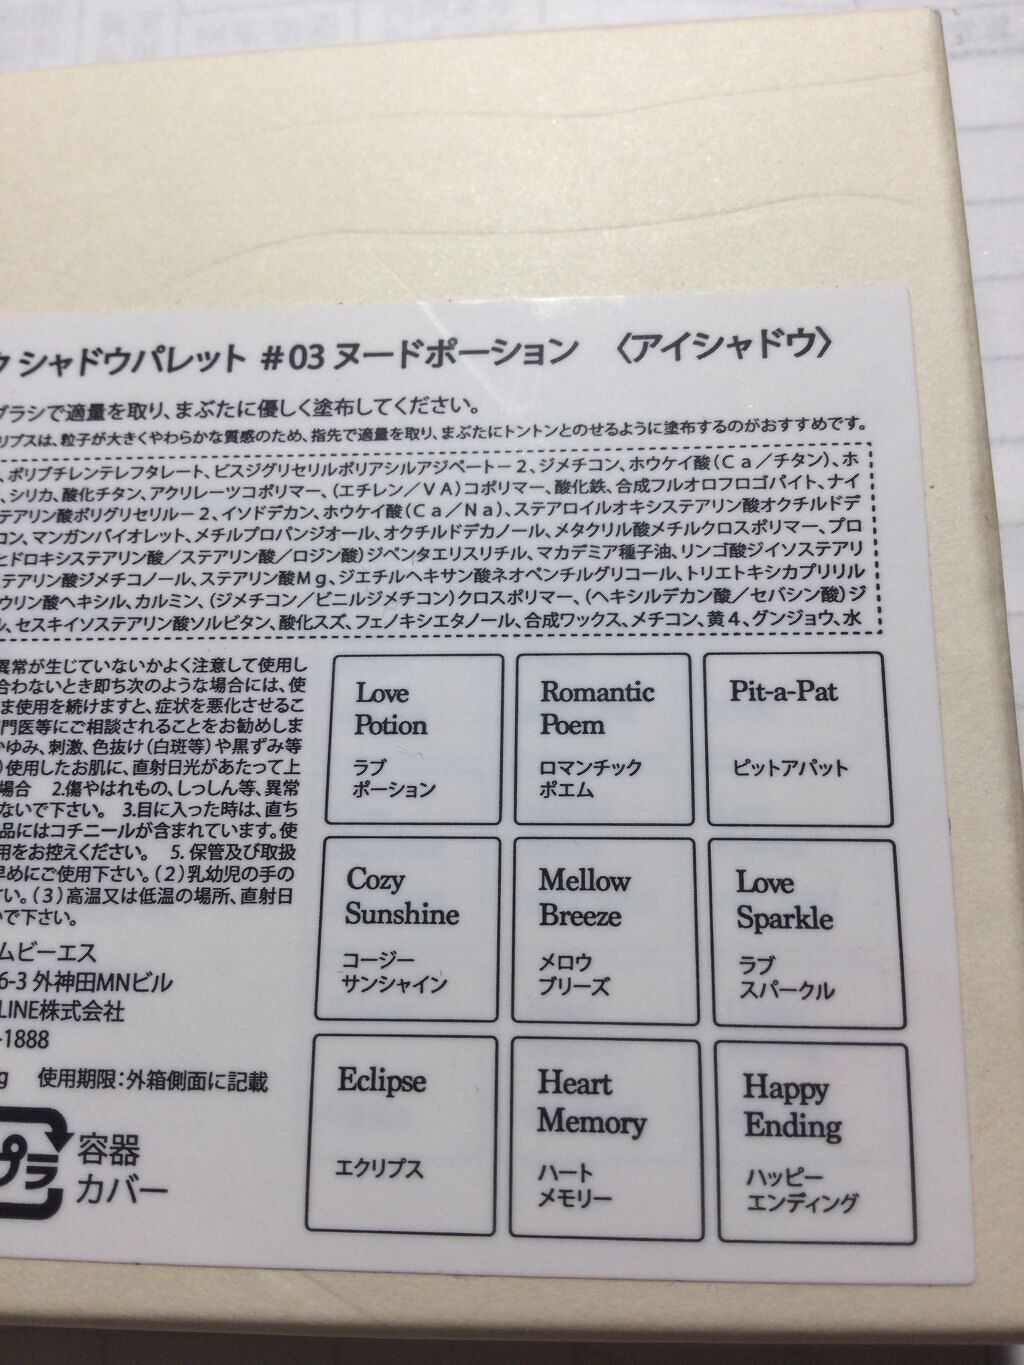 シャドウパレット #03 ヌードポーション 〈アイシャドウ〉
ブラシで適量を取り、まぶたに優しく塗布してください。
リプスは、粒子が大きくやわらかな質感のため、指先で適量を取り、まぶたにトントンとのせるように塗布するのがおすすめです。
、ポリブチレンテレフタレート、ビスジグリセリルポリアシルアジペート－2、ジメチコン、ホウケイ酸(Ca／チタン)、ホ
、シリカ、酸化チタン、アクリレーツコポリマー、(エチレン／VA)コポリマー、酸化鉄、合成フルオロフロゴパイト、ナイ
テアリン酸ポリグリセリル－2、イソドデカン、ホウケイ酸(Ca／Na)、ステアロイルオキシステアリン酸オクチルドデ
コン、マンガンバイオレット、メチルプロパンジオール、オクチルドデカノール、メタクリル酸メチルクロスポリマー、プロ
ヒドロキシステアリン酸／ステアリン酸／ロジン酸)ジペンタエリスリチル、マカデミア種子油、リンゴ酸ジイソステアリ
テアリン酸ジメチコノール、ステアリン酸Mg、ジエチルヘキサン酸ネオペンチルグリコール、トリエトキシカプリリル
ウリン酸ヘキシル、カルミン、(ジメチコン／ビニルジメチコン)クロスポリマー、(ヘキシルデカン酸／セバシン酸)ジ
ル、セスキイソステアリン酸ソルビタン、酸化スズ、フェノキシエタノール、合成ワックス、メチコン、黄4、グンジョウ、水
異常が生じていないかよく注意して使用し
合わないとき即ち次のような場合には、使
ま使用を続けますと、症状を悪化させるこ
門医等にご相談されることをお勧めしま
かゆみ、刺激、色抜け(白斑等)や黒ずみ等
)使用したお肌に、直射日光があたって上
場合 2.傷やはれもの、しっしん等、異常
ないで下さい。 3.目に入った時は、直ち
品にはコチニールが含まれています。使
用をお控えください。 5. 保管及び取扱
早めにご使用下さい。(2)乳幼児の手の
い。(3)高温又は低温の場所、直射日
で下さい。
ムビーエス
6-3 外神田MNビル
LINE株式会社
-1888
g 使用期限：外箱側面に記載
プラ
容器
カバー
Love
Potion
ラブ
ポーション
Romantic
Poem
ロマンチック
ポエム
Pit-a-Pat
ピットアパット
Cozy
Sunshine
コージー
サンシャイン
Mellow
Breeze
メロウ
ブリーズ
Love
Sparkle
ラブ
スパークル
Eclipse
エクリプス
Heart
Memory
ハート
メモリー
Happy
Ending
ハッピー
エンディング